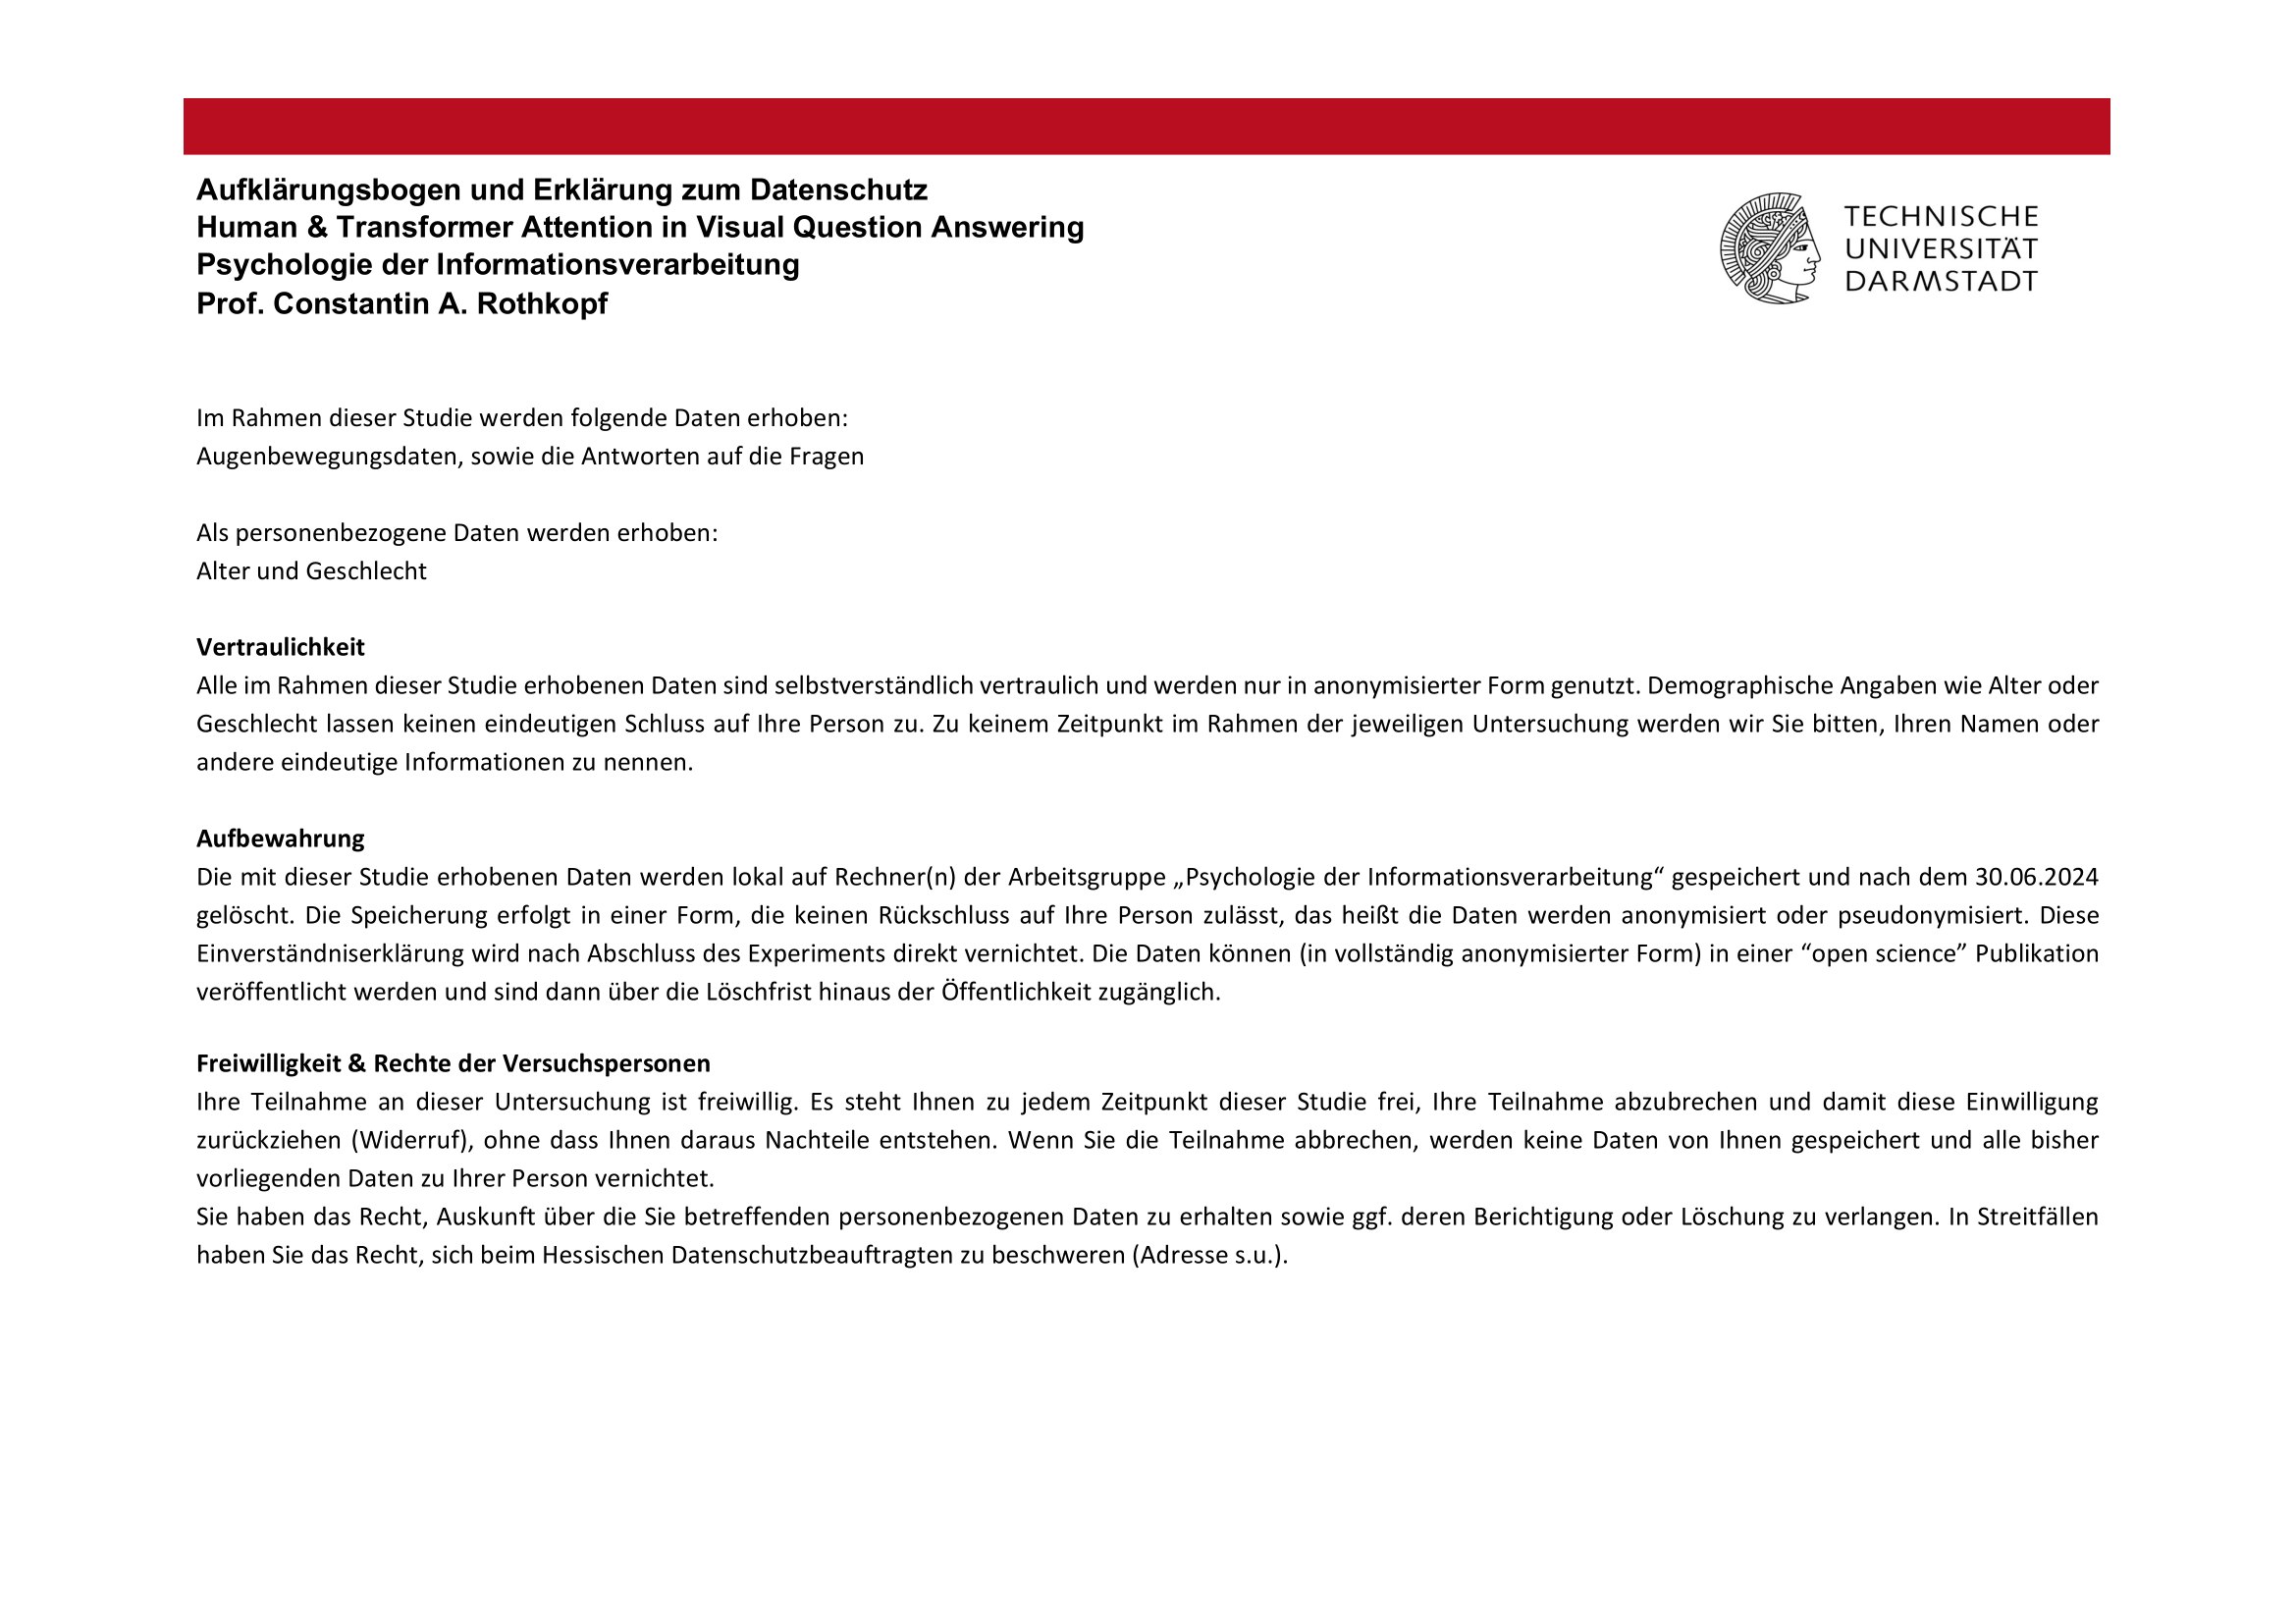 Aufklärungsbogen und Erklärung zum Datenschutz
Human & Transformer Attention in Visual Question Answering
Psychologie der Informationsverarbeitung
Prof. Constantin A. Rothkopf
TECHNISCHE
UNIVERSITÄT
DARMSTADT
Im Rahmen dieser Studie werden folgende Daten erhoben:
Augenbewegungsdaten, sowie die Antworten auf die Fragen
Als personenbezogene Daten werden erhoben:
Alter und Geschlecht
Vertraulichkeit
Alle im Rahmen dieser Studie erhobenen Daten sind selbstverständlich vertraulich und werden nur in anonymisierter Form genutzt. Demographische Angaben wie Alter oder
Geschlecht lassen keinen eindeutigen Schluss auf Ihre Person zu. Zu keinem Zeitpunkt im Rahmen der jeweiligen Untersuchung werden wir Sie bitten, Ihren Namen oder
andere eindeutige Informationen zu nennen.
Aufbewahrung
Die mit dieser Studie erhobenen Daten werden lokal auf Rechner(n) der Arbeitsgruppe „Psychologie der Informationsverarbeitung“ gespeichert und nach dem 30.06.2024
gelöscht. Die Speicherung erfolgt in einer Form, die keinen Rückschluss auf Ihre Person zulässt, das heißt die Daten werden anonymisiert oder pseudonymisiert. Diese
Einverständniserklärung wird nach Abschluss des Experiments direkt vernichtet. Die Daten können (in vollständig anonymisierter Form) in einer “open science” Publikation
veröffentlicht werden und sind dann über die Löschfrist hinaus der Öffentlichkeit zugänglich.
Freiwilligkeit & Rechte der Versuchspersonen
Ihre Teilnahme an dieser Untersuchung ist freiwillig. Es steht Ihnen zu jedem Zeitpunkt dieser Studie frei, Ihre Teilnahme abzubrechen und damit diese Einwilligung
zurückziehen (Widerruf), ohne dass Ihnen daraus Nachteile entstehen. Wenn Sie die Teilnahme abbrechen, werden keine Daten von Ihnen gespeichert und alle bisher
vorliegenden Daten zu Ihrer Person vernichtet.
Sie haben das Recht, Auskunft über die Sie betreffenden personenbezogenen Daten zu erhalten sowie ggf. deren Berichtigung oder Löschung zu verlangen. In Streitfällen
haben Sie das Recht, sich beim Hessischen Datenschutzbeauftragten zu beschweren (Adresse s.u.).